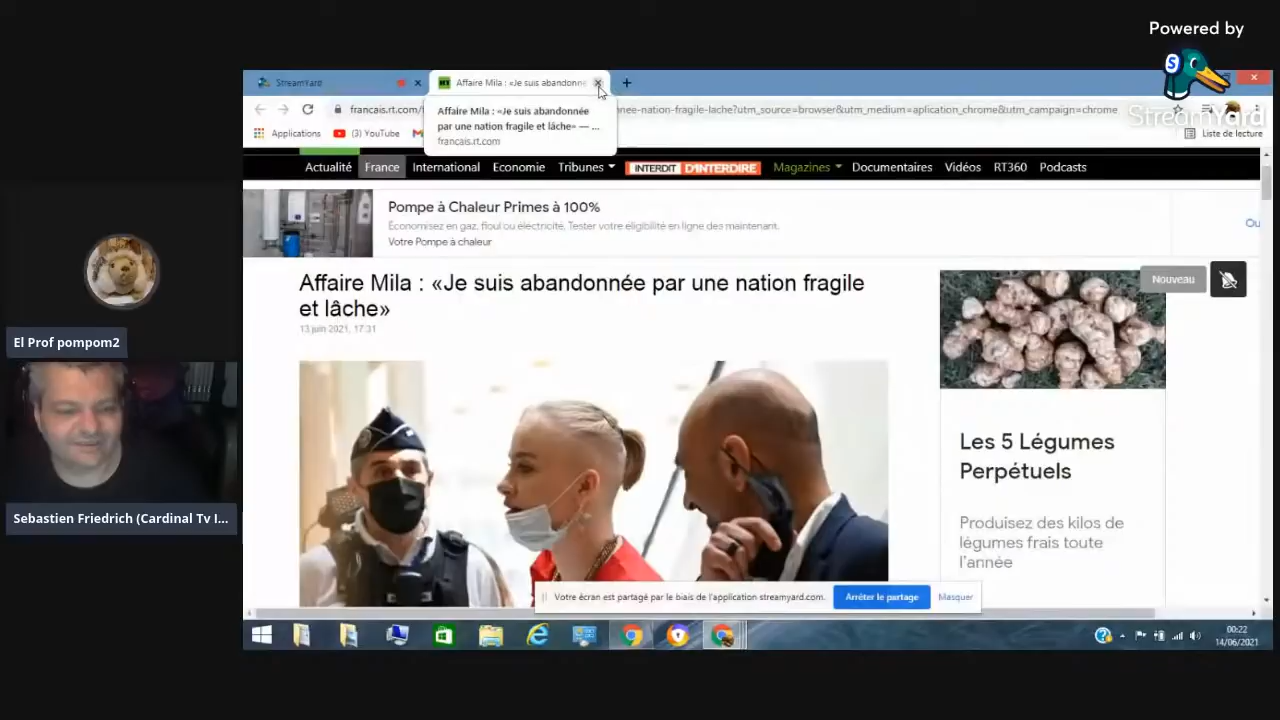 Powered by
StreamYard
StreamYard
Affaire Mila : «Je suis abandonne
Affaire Mila : «Je suis abandonnée
par une nation fragile et lâche» — ...
francais.rt.com
francais.rt.com/
nee-nation-fragile-lache?utm_source=browser&utm_medium=aplication_chrome&utm_campaign=chrome
Applications
(3) YouTube
Liste de lecture
Actualité France International Economie Tribunes INTERDIT D'INTERDIRE Magazines Documentaires Vidéos RT360 Podcasts
Pompe à Chaleur Primes à 100%
Économisez en gaz, fioul ou électricité. Tester votre éligibilité en ligne des maintenant.
Votre Pompe à chaleur
Ou
Affaire Mila : «Je suis abandonnée par une nation fragile
et lâche»
13 juin 2021, 17:31
Nouveau
Les 5 Légumes
Perpétuels
Produisez des kilos de
légumes frais toute
l'année
El Prof pompom2
Sebastien Friedrich (Cardinal Tv I...
Votre écran est partagé par le biais de l'application streamyard.com.
Arrêter le partage
Masquer
00:22
14/06/2021